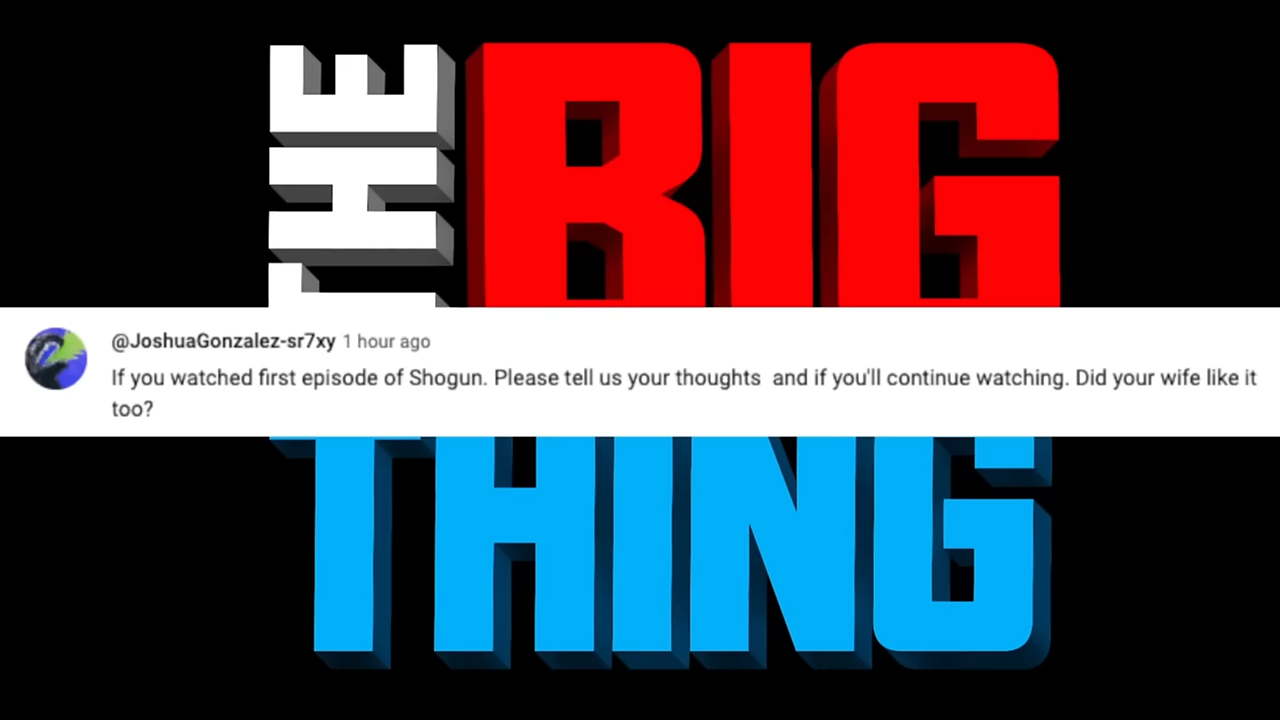 THE
BIG
@JoshuaGonzalez-sr7xy 1 hour ago
If you watched first episode of Shogun. Please tell us your thoughts  and if you'll continue watching. Did your wife like it
too?
THING